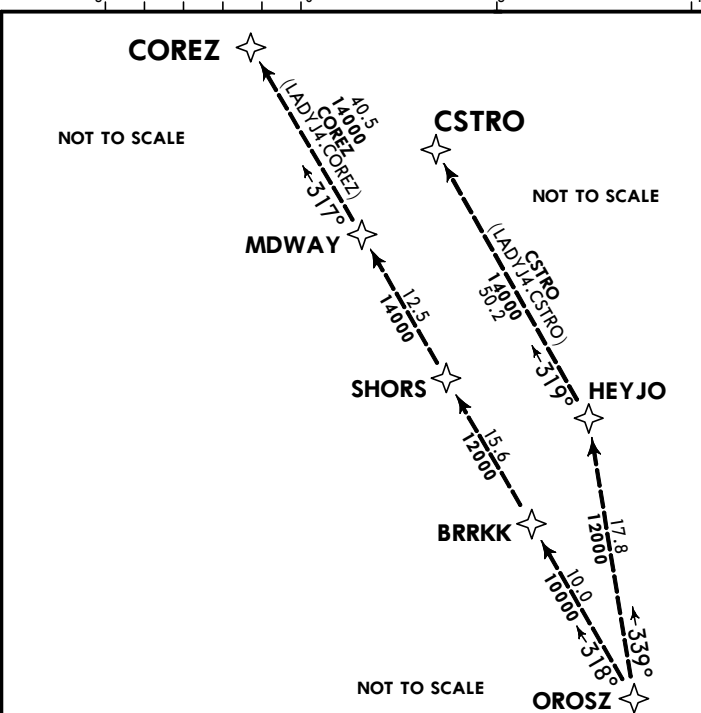 COREZ
40.5
14000
COREZ
(LADYJ4.COREZ)
←317°
NOT TO SCALE
CSTRO
NOT TO SCALE
MDWAY
CSTRO
(LADYJ4.CSTRO)
14000
50.2
←319°
12.5
14000
SHORS
HEYJO
15.6
12000
BRRKK
17.8
12000
10.0
10000
←318°
←339°
NOT TO SCALE
OROSZ